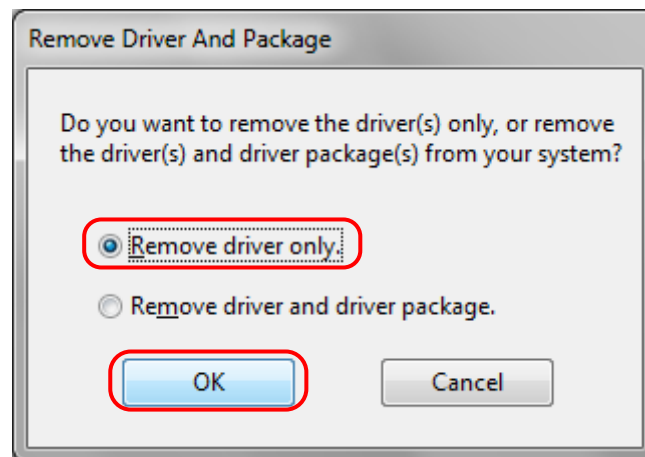 Remove Driver And Package
Do you want to remove the driver(s) only, or remove
the driver(s) and driver package(s) from your system?
Remove driver only.
Remove driver and driver package.
OK Cancel